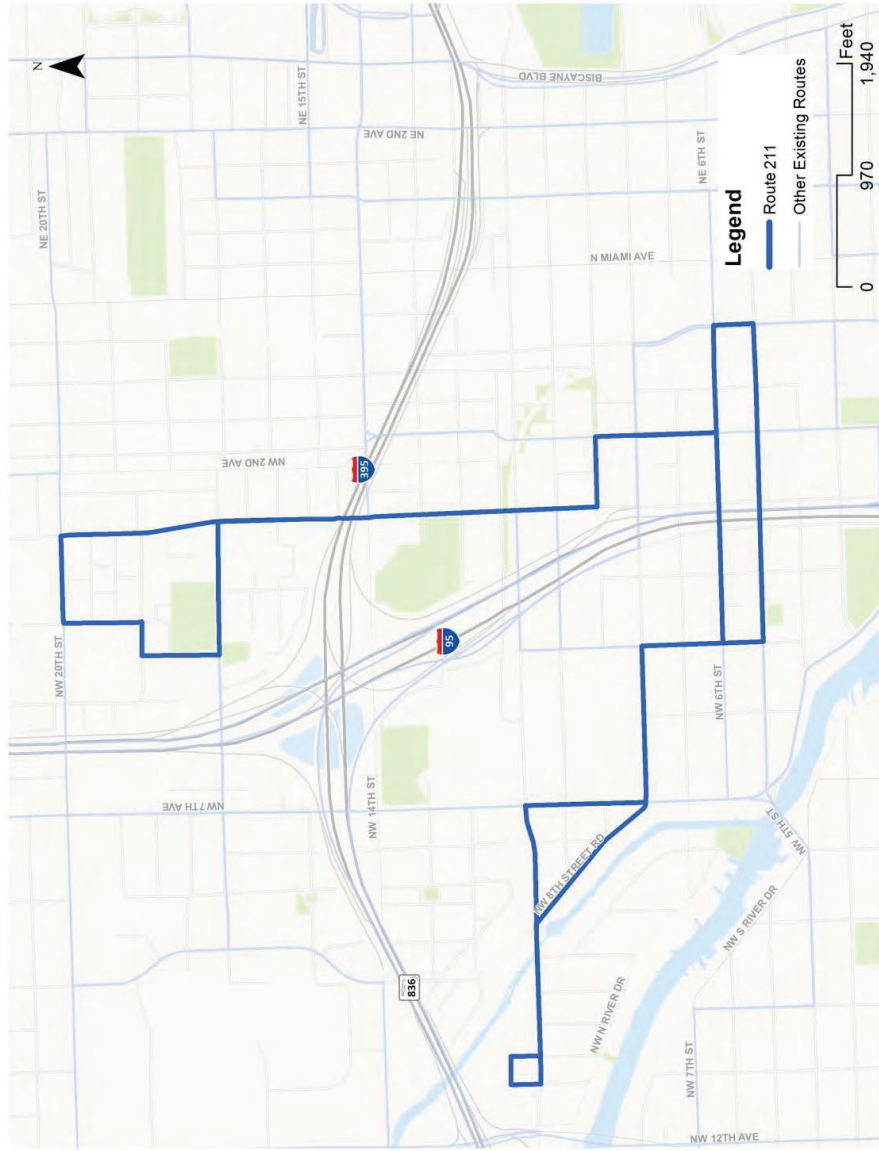 N
NW 20TH ST
NE 20TH ST
NE 15TH ST
NE 2ND AVE
BISCAYNE BLVD
NW 2ND AVE
395
NW 7TH AVE
NW 14TH ST
95
836
N MIAMI AVE
NE 6TH ST
NW 8TH STREET RD
NW 6TH ST
NW 5TH ST
NW N RIVER DR
NW S RIVER DR
NW 7TH ST
NW 12TH AVE
Legend
Route 211
Other Existing Routes
0 970 1,940
Feet